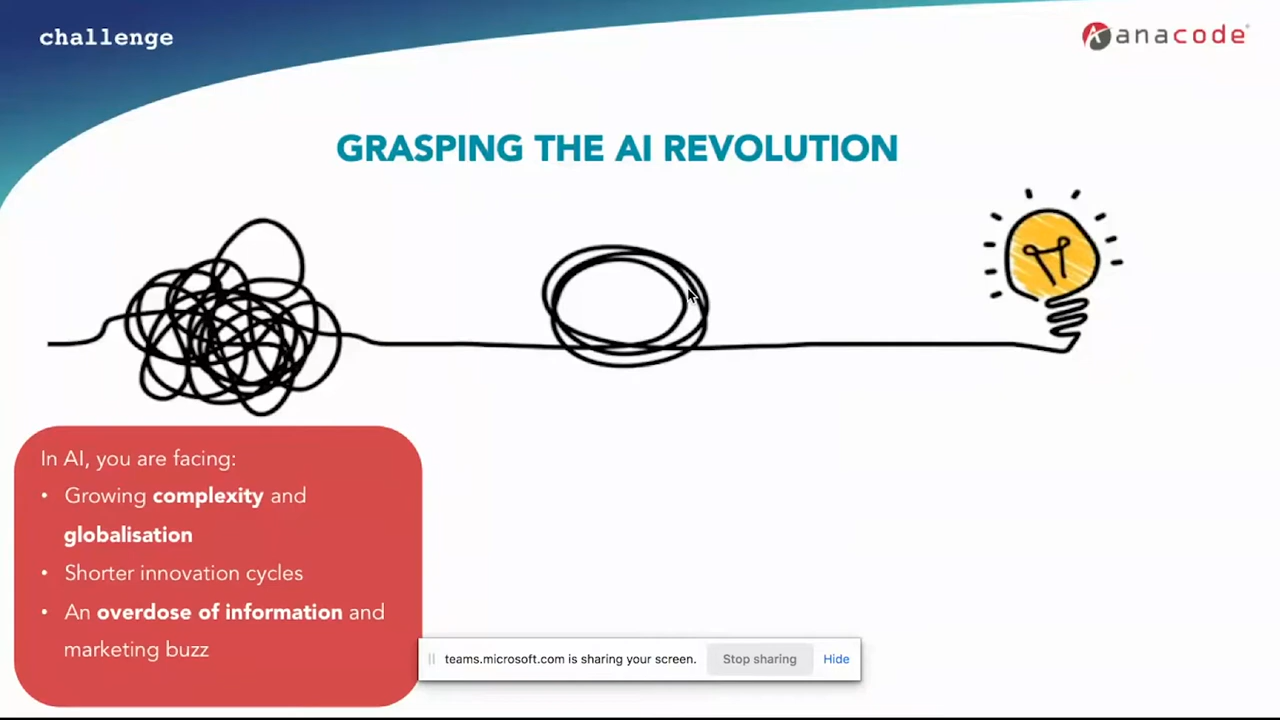 challenge
anacode
GRASPING THE AI REVOLUTION
In AI, you are facing:
• Growing complexity and
globalisation
• Shorter innovation cycles
• An overdose of information and
marketing buzz
teams.microsoft.com is sharing your screen. Stop sharing Hide